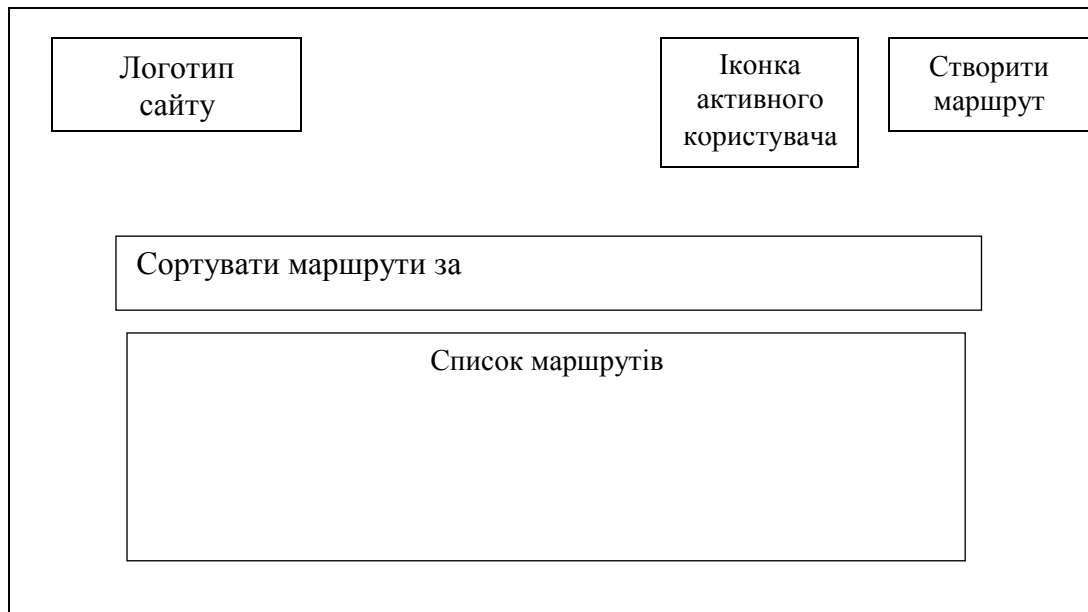 Логотип
сайту
Іконка
активного
користувача
Створити
маршрут
Сортувати маршрути за
Список маршрутів